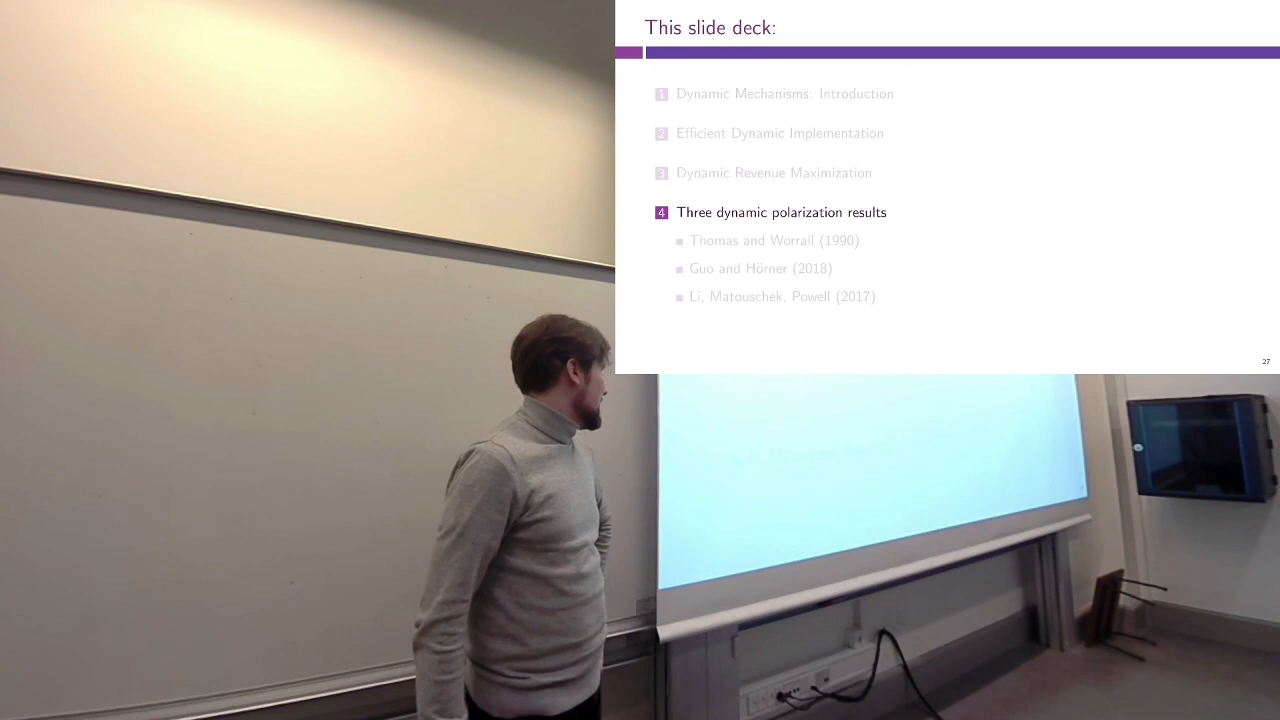 This slide deck:
1 Dynamic Mechanisms: Introduction
2 Efficient Dynamic Implementation
3 Dynamic Revenue Maximization
4 Three dynamic polarization results
Thomas and Worrall (1990)
Guo and Hörner (2018)
Li, Matouschek, Powell (2017)
27